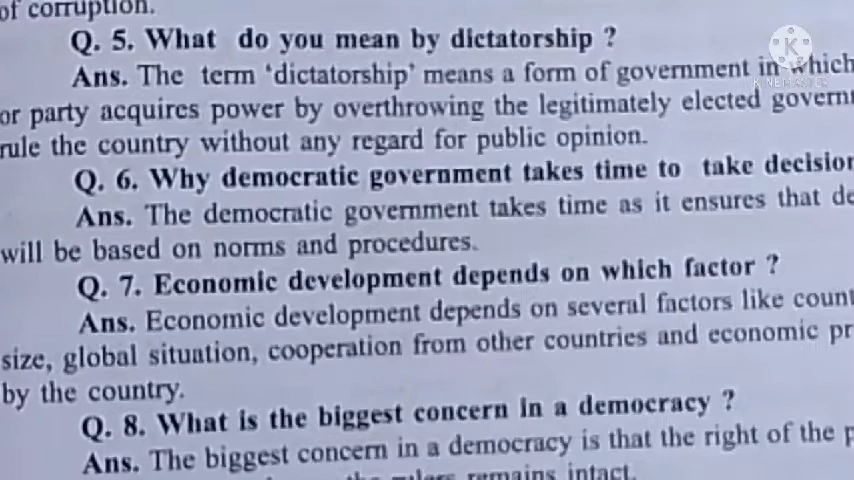 of corruption.
Q. 5. What do you mean by dictatorship ?
Ans. The term ‘dictatorship’ means a form of government in which
or party acquires power by overthrowing the legitimately elected
rule the country without any regard for public opinion.
Q. 6. Why democratic government takes time to take
Ans. The democratic government takes time as it ensures that
will be based on norms and procedures.
Q. 7. Economic development depends on which factor ?
Ans. Economic development depends on several factors like
size, global situation, cooperation from other countries and economic
by the country.
Q. 8. What is the biggest concern in a democracy ?
Ans. The biggest concern in a democracy is that the right of the
the rulers remains intact.
K
KINEMASTER